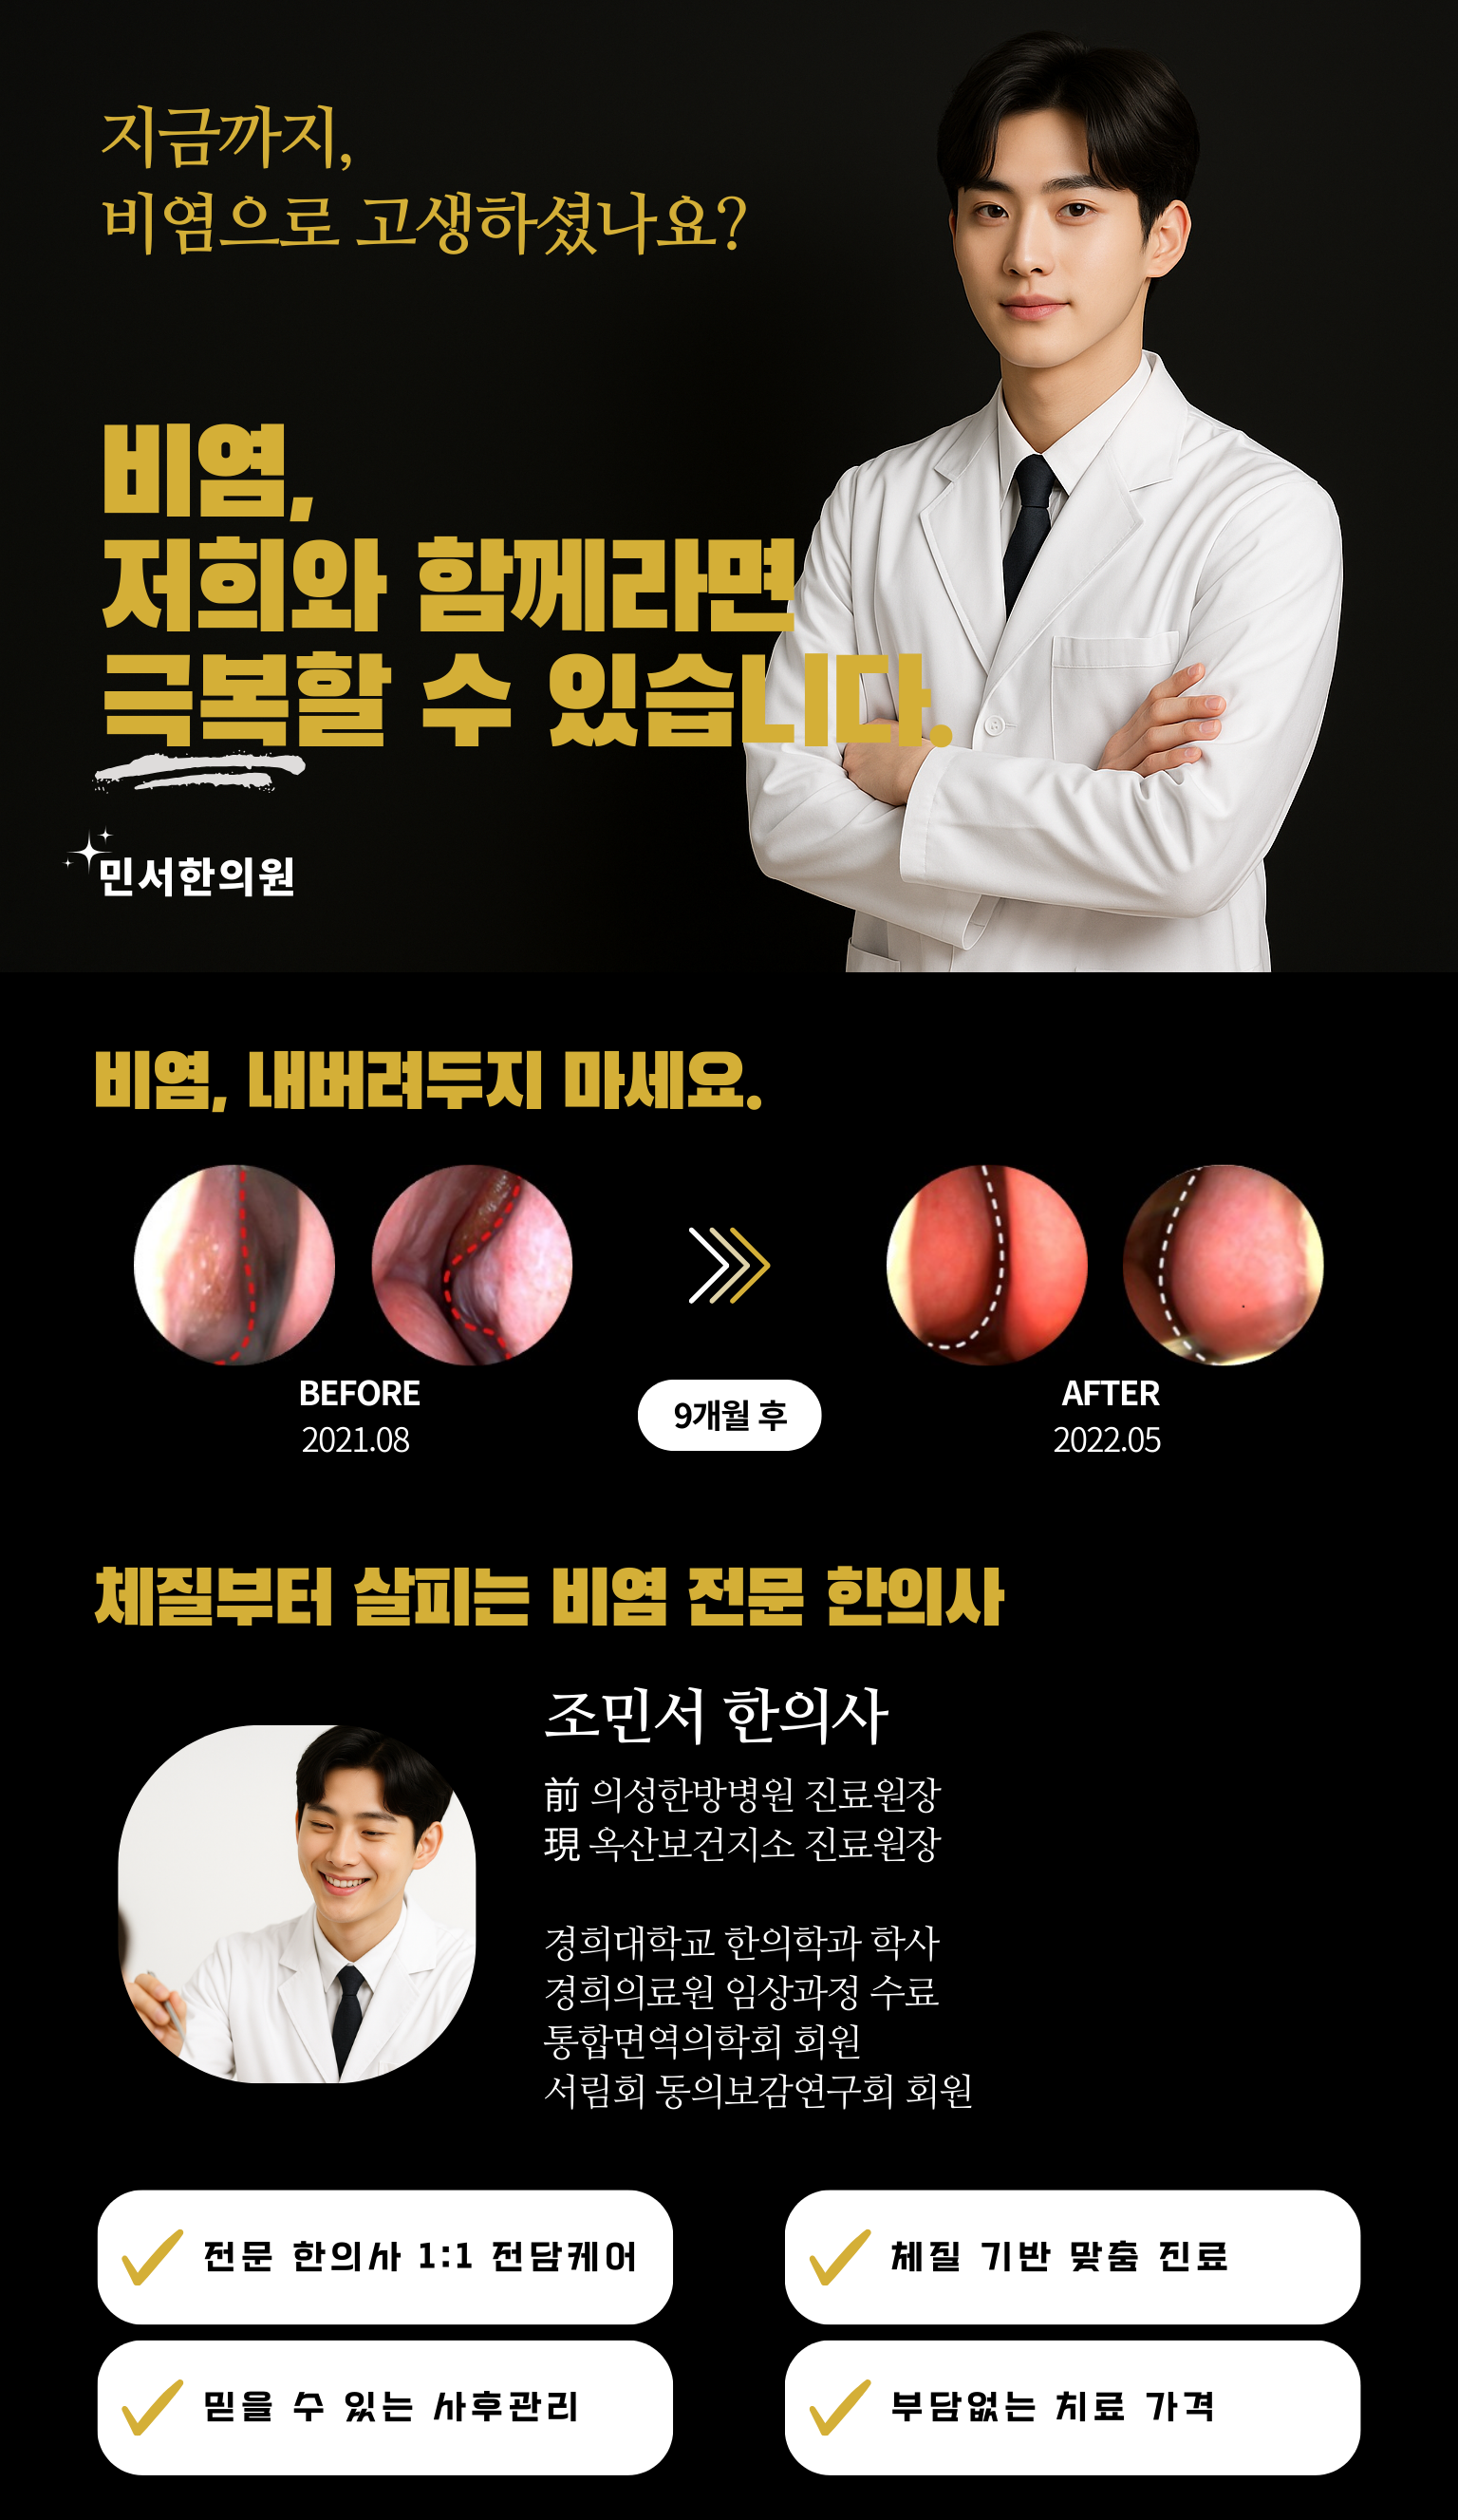 지금까지,
비염으로 고생하셨나요?
비염,
저희와 함께라면
극복할 수 있습니다.
민서한의원
비염, 내버려두지 마세요.
BEFORE
2021.08
9개월 후
AFTER
2022.05
체질부터 살피는 비염 전문 한의사
조민서 한의사
前 의성한방병원 진료원장
現 옥산보건지소 진료원장
경희대학교 한의학과 학사
경희의료원 임상과정 수료
통합면역의학회 회원
서림회 동의보감연구회 회원
전문 한의사 1:1 전담케어
체질 기반 맞춤 진료
믿을 수 있는 사후관리
부담없는 치료 가격